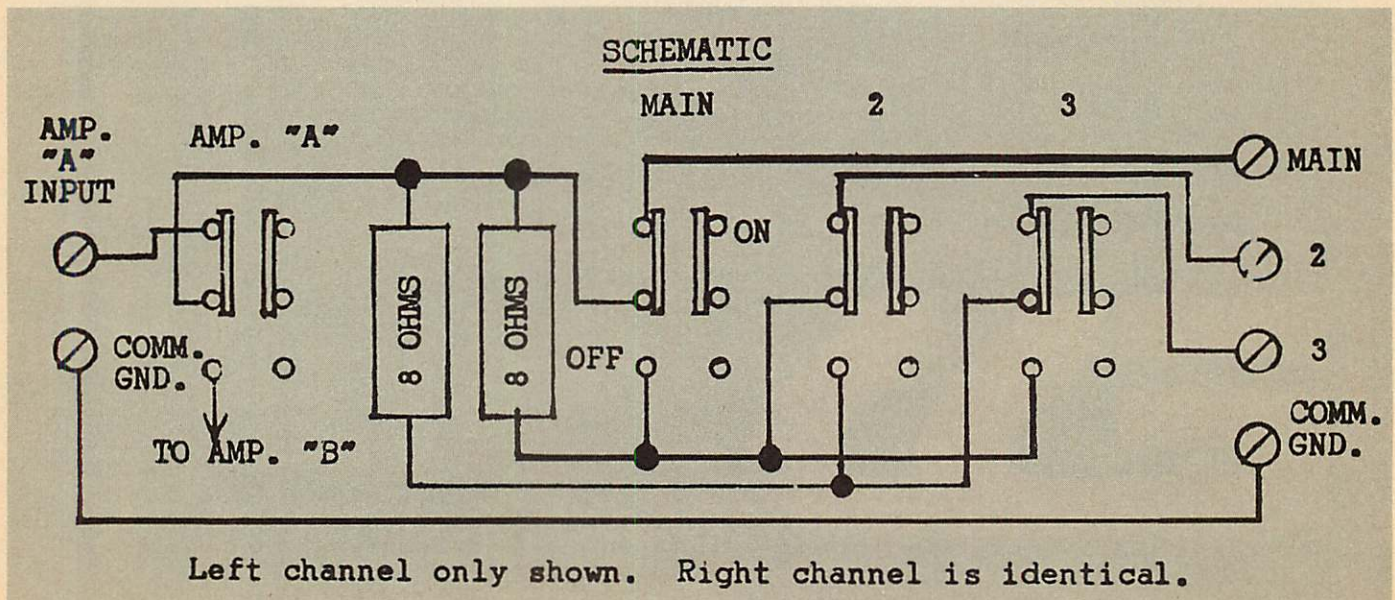 SCHEMATIC
MAIN 2 3
AMP.
"A"
INPUT
AMP. "A"
MAIN
ON
2
8 OHMS
8 OHMS
OFF
3
COMM.
GND.
COMM.
GND.
TO AMP. "B"
Left channel only shown. Right channel is identical.